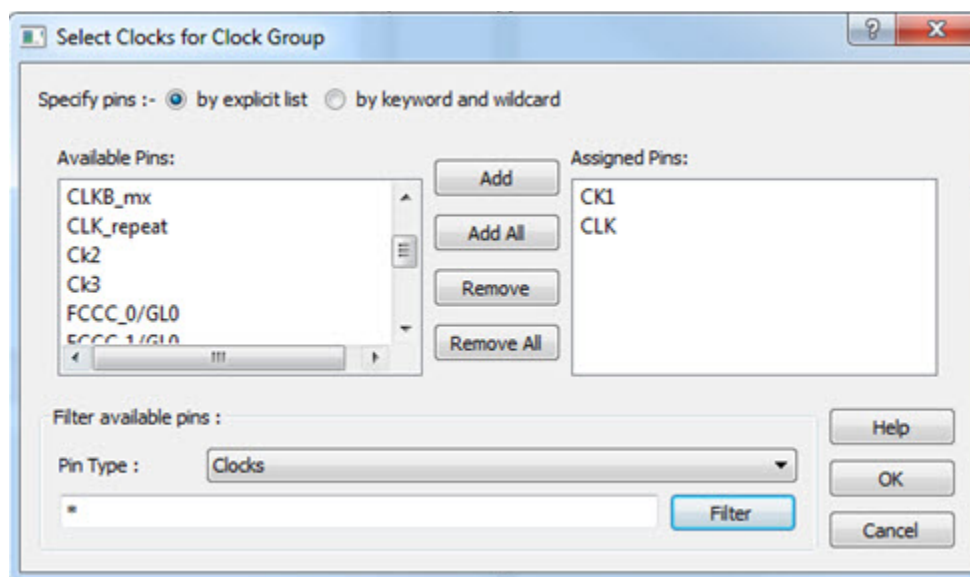 Select Clocks for Clock Group
Specify pins :- by explicit list by keyword and wildcard
Available Pins:
CLKB_mx
CLK_repeat
Ck2
Ck3
FCCC_0/GL0
FCCC_1/GL0
Add
Add All
Remove
Remove All
Assigned Pins:
CK1
CLK
Filter available pins :
Pin Type : Clocks
*
Filter
Help
OK
Cancel